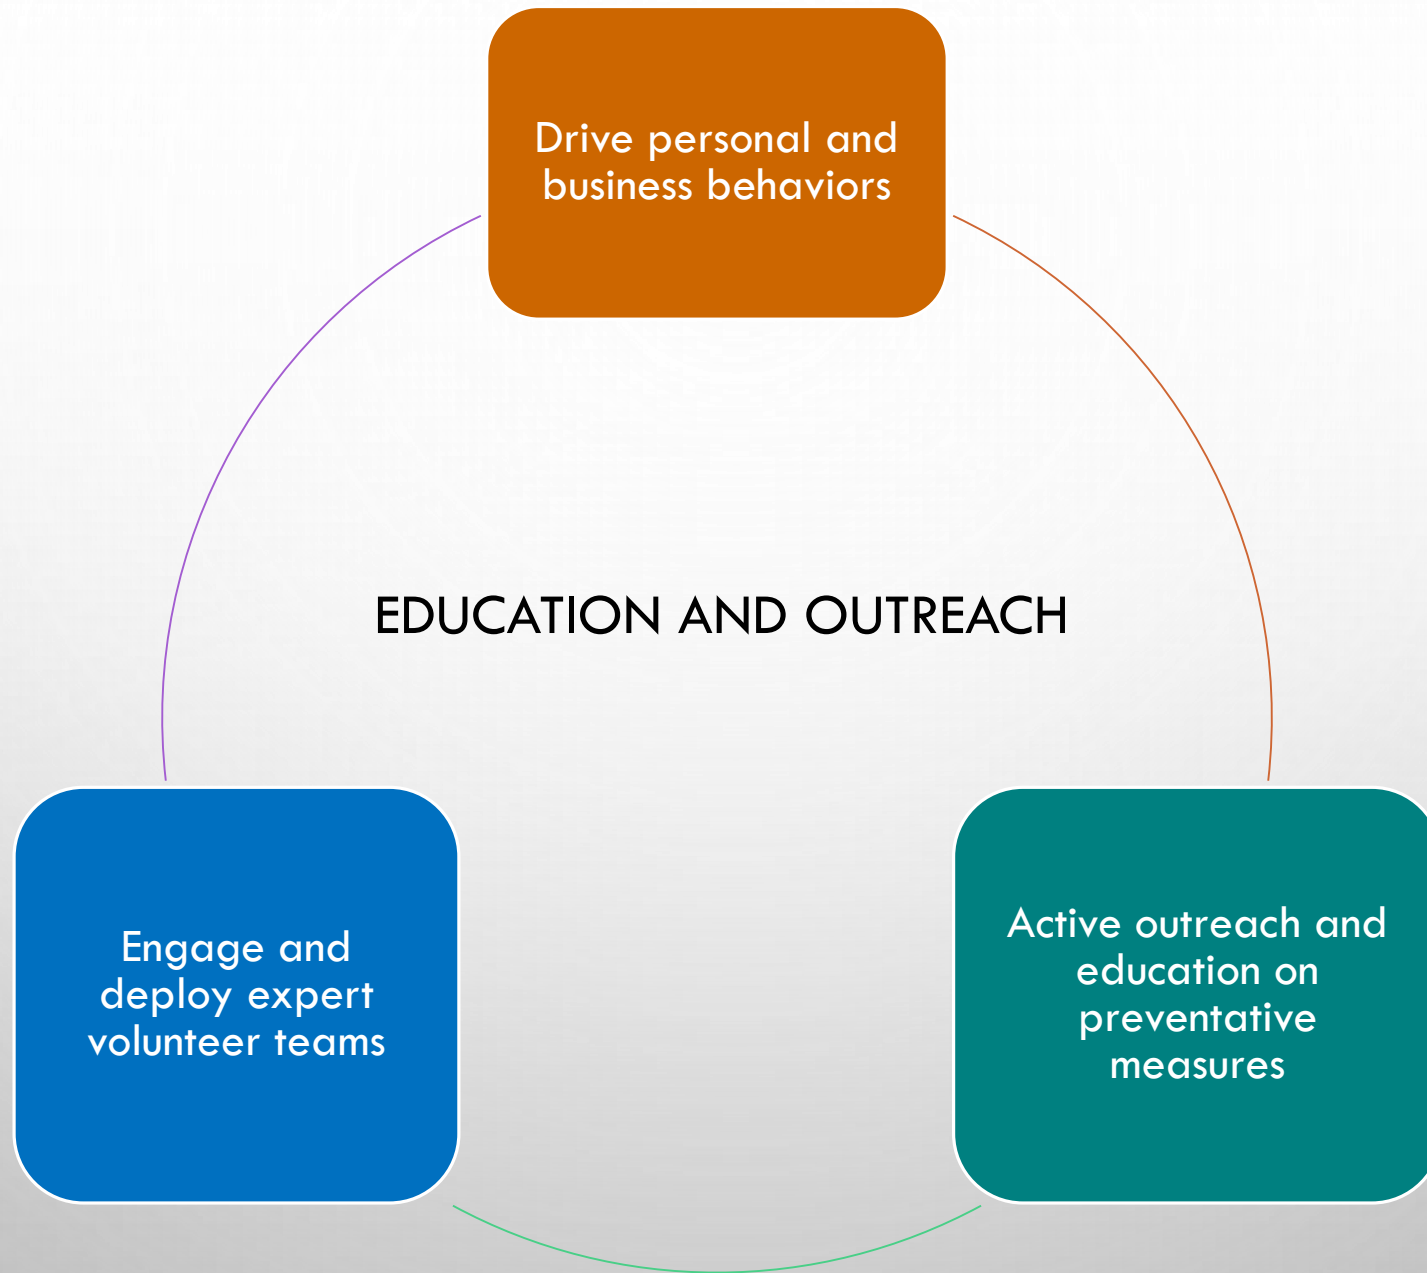 Drive personal and
business behaviors
EDUCATION AND OUTREACH
Engage and
deploy expert
volunteer teams
Active outreach and
education on
preventative
measures